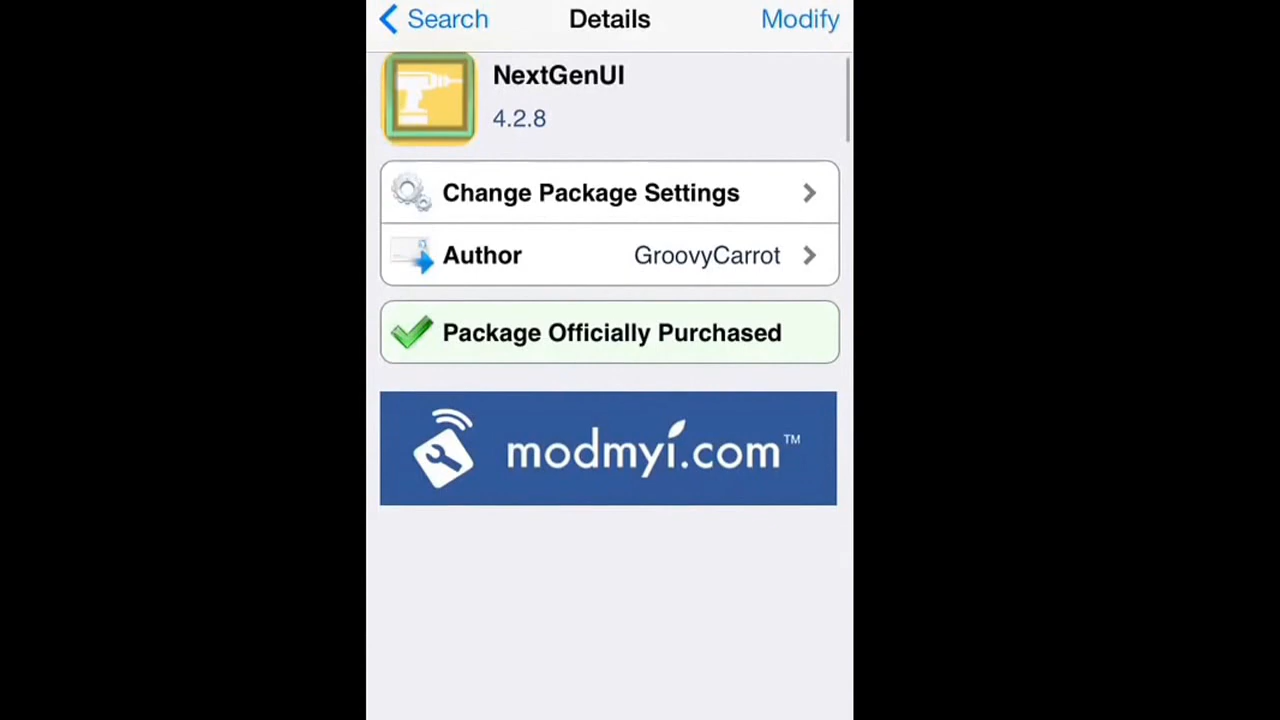 Search
Details
Modify
NextGenUI
4.2.8
Change Package Settings
Author
GroovyCarrot
Package Officially Purchased
modmyi.com™